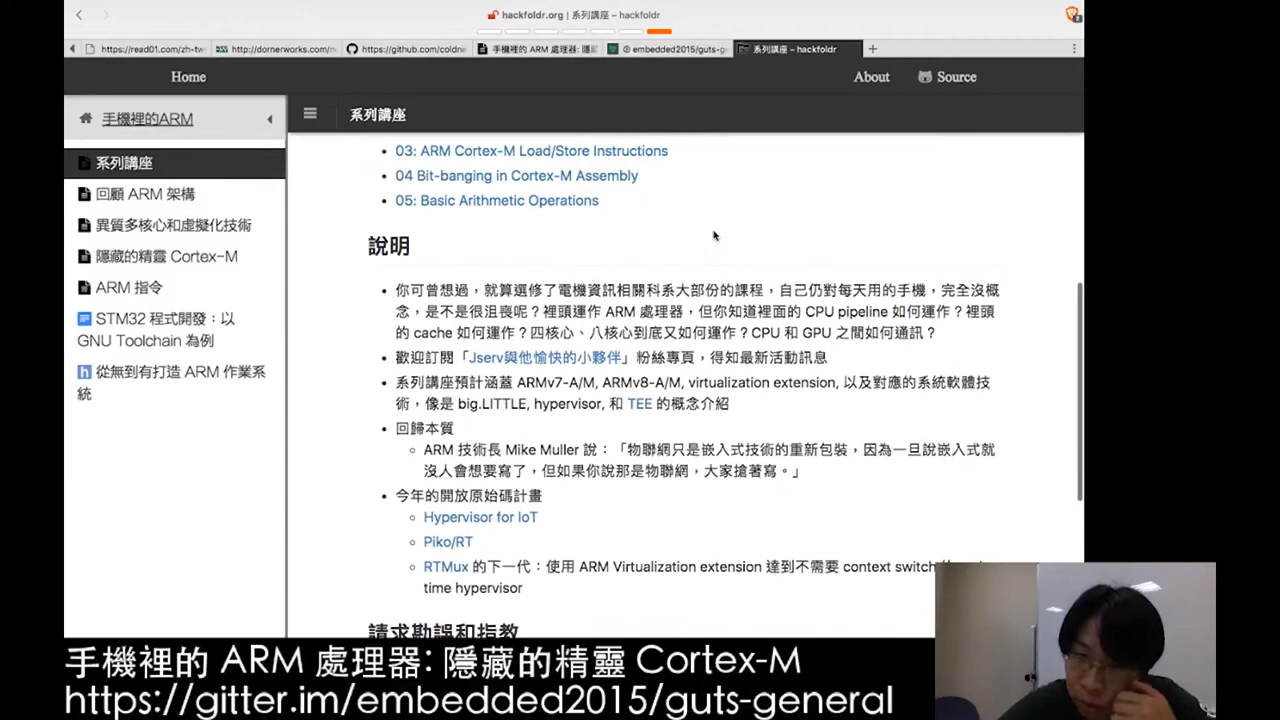 hackfoldr.org | 系列講座 – hackfoldr
https://read01.com/zh-tw
http://dornerworks.com/n
https://github.com/coldne
手機裡的 ARM 處理器: 隱
embedded2015/guts-g
系列講座 – hackfoldr
Home
About
Source
手機裡的ARM
系列講座
回顧 ARM 架構
異質多核心和虛擬化技術
隱藏的精靈 Cortex-M
ARM 指令
STM32 程式開發：以
GNU Toolchain 為例
從無到有打造 ARM 作業系
統
系列講座
03: ARM Cortex-M Load/Store Instructions
04 Bit-banging in Cortex-M Assembly
05: Basic Arithmetic Operations
說明
你可曾想過，就算選修了電機資訊相關科系大部份的課程，自己仍對每天用的手機，完全沒概
念，是不是很沮喪呢？裡頭運作 ARM 處理器，但你知道裡面的 CPU pipeline 如何運作？裡頭
的 cache 如何運作？四核心、八核心到底又如何運作？CPU 和 GPU 之間如何通訊？
歡迎訂閱「Jserv與他愉快的小夥伴」粉絲專頁，得知最新活動訊息
系列講座預計涵蓋 ARMv7-A/M, ARMv8-A/M, virtualization extension, 以及對應的系統軟體技
術，像是 big.LITTLE, hypervisor, 和 TEE 的概念介紹
回歸本質
ARM 技術長 Mike Muller 說：「物聯網只是嵌入式技術的重新包裝，因為一旦說嵌入式就
沒人會想要寫了，但如果你說那是物聯網，大家搶著寫。」
今年的開放原始碼計畫
Hypervisor for IoT
Piko/RT
RTMux 的下一代：使用 ARM Virtualization extension 達到不需要 context switch
time hypervisor
請求勘誤和指教
手機裡的 ARM 處理器: 隱藏的精靈 Cortex-M
https://gitter.im/embedded2015/guts-general